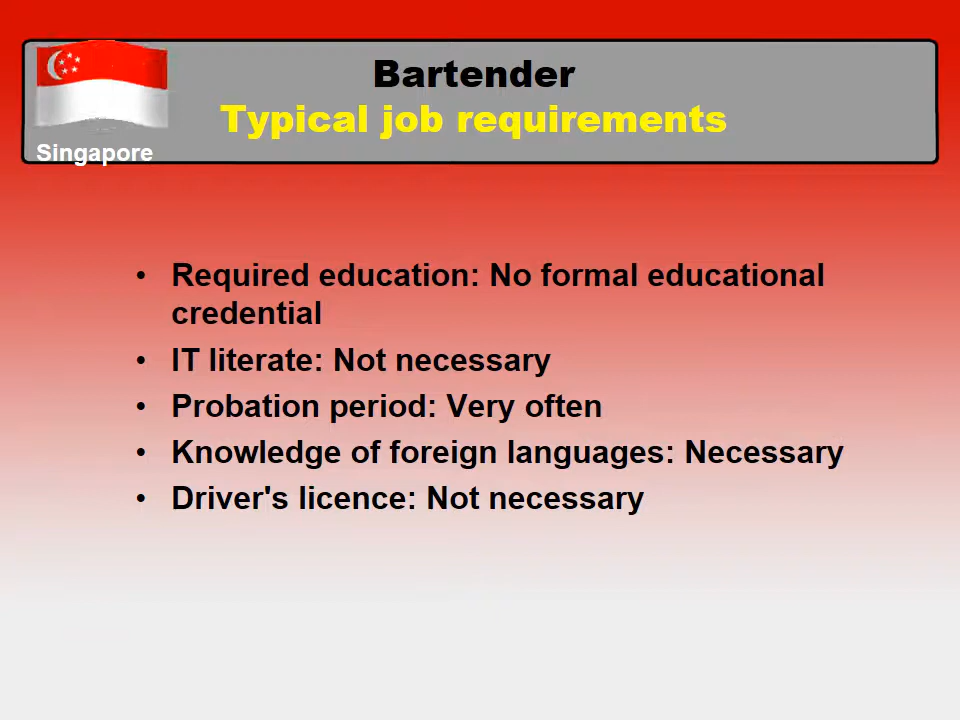 Bartender
Typical job requirements
Singapore
• Required education: No formal educational
credential
• IT literate: Not necessary
• Probation period: Very often
• Knowledge of foreign languages: Necessary
• Driver's licence: Not necessary